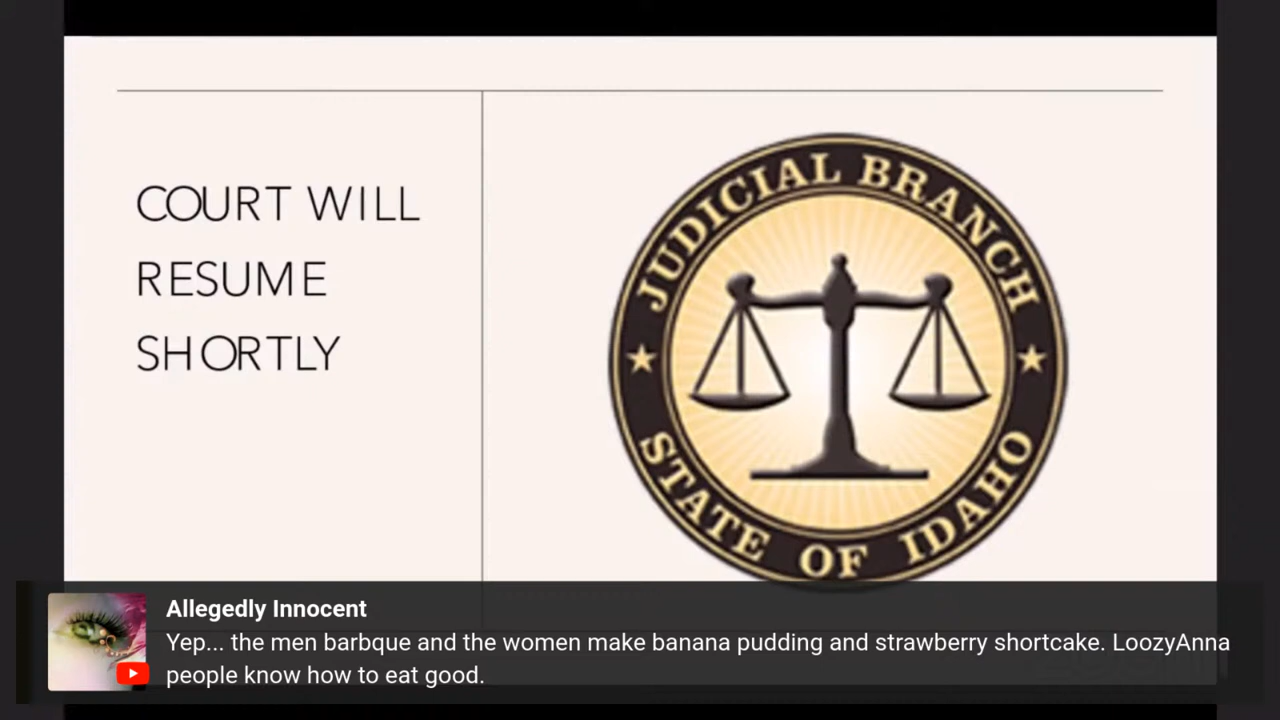 COURT WILL
RESUME
SHORTLY
JUDICIAL BRANCH
STATE OF IDAHO
Allegedly Innocent
Yep... the men barbque and the women make banana pudding and strawberry shortcake. LoozyAnna
people know how to eat good.